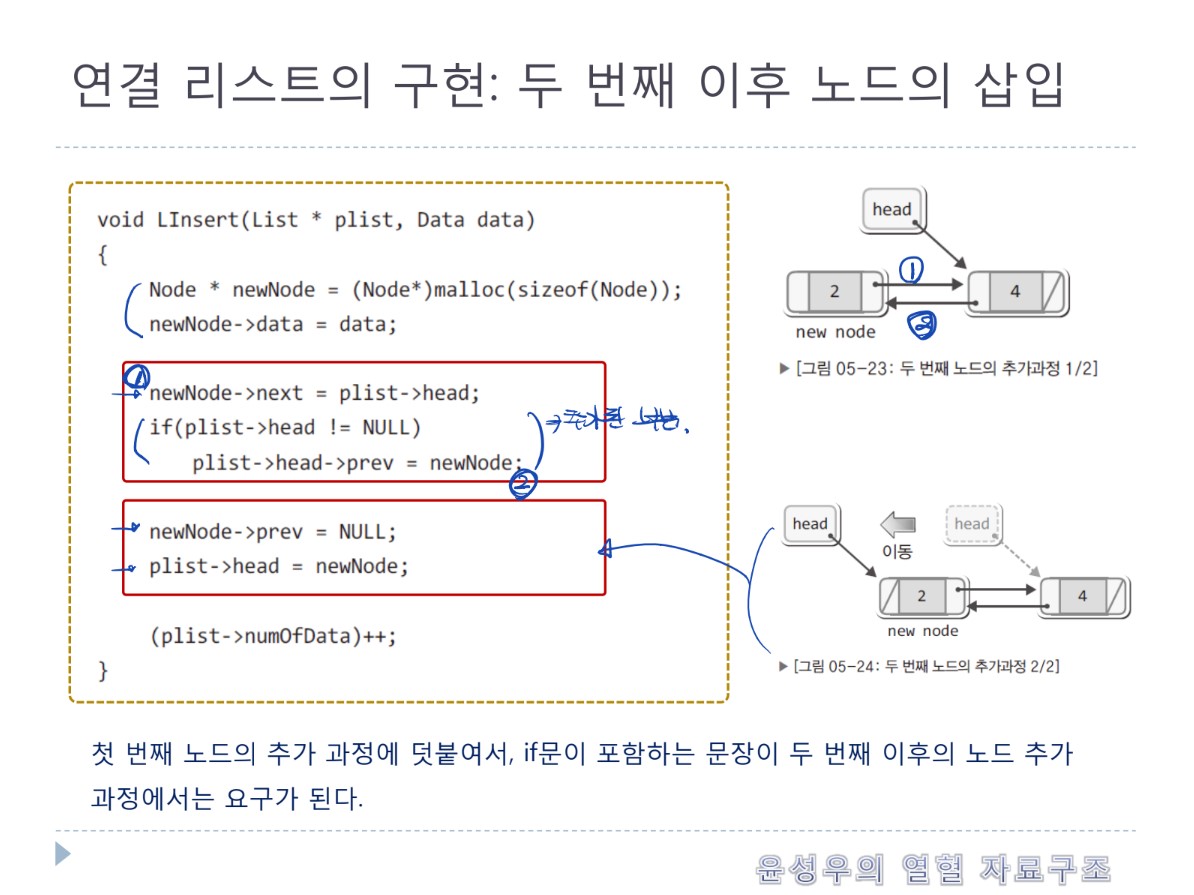 연결 리스트의 구현: 두 번째 이후 노드의 삽입
void LInsert(List * plist, Data data)
{
Node * newNode = (Node*)malloc(sizeof(Node));
newNode->data = data;
①
newNode->next = plist->head;
if(plist->head != NULL)
plist->head->prev = newNode;
②
newNode->prev = NULL;
plist->head = newNode;
(plist->numOfData)++;
}
head
①
2
4
②
new node
▶ [그림 05-23: 두 번째 노드의 추가과정 1/2]
head
이동
head
2
4
new node
▶ [그림 05-24: 두 번째 노드의 추가과정 2/2]
첫 번째 노드의 추가 과정에 덧붙여서, if문이 포함하는 문장이 두 번째 이후의 노드 추가
과정에서는 요구가 된다.
윤성우의 열혈 자료구조